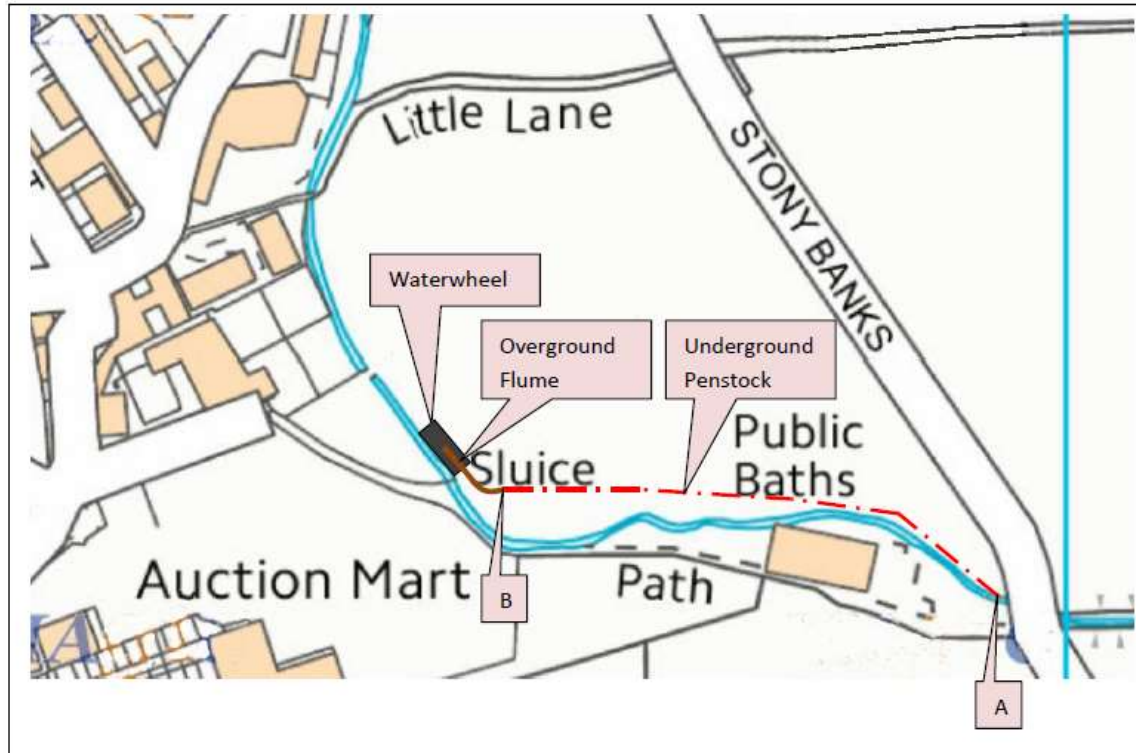 Little Lane
STONY BANKS
Waterwheel
Overground
Flume
Underground
Penstock
Public
Baths
Sluice
Auction Mart
Path
B
A